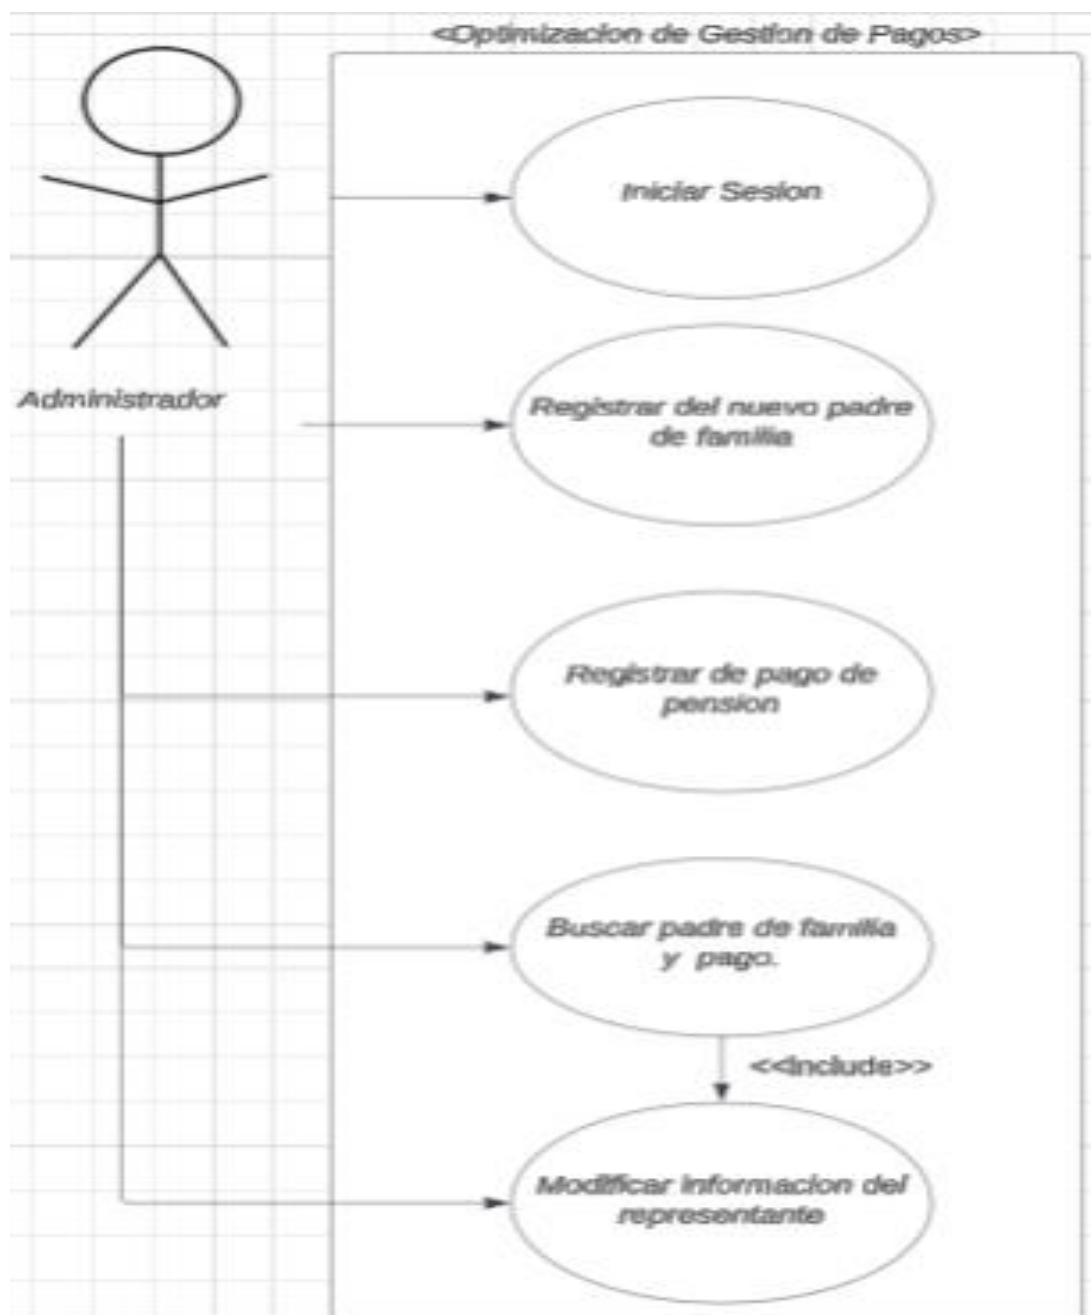 <Optimizacion de Gestion de Pagos>
Iniciar Sesion
Administrador
Registrar del nuevo padre
de familia
Registrar de pago de
pension
Buscar padre de familia
y pago.
<<Include>>
Modificar informacion del
representante